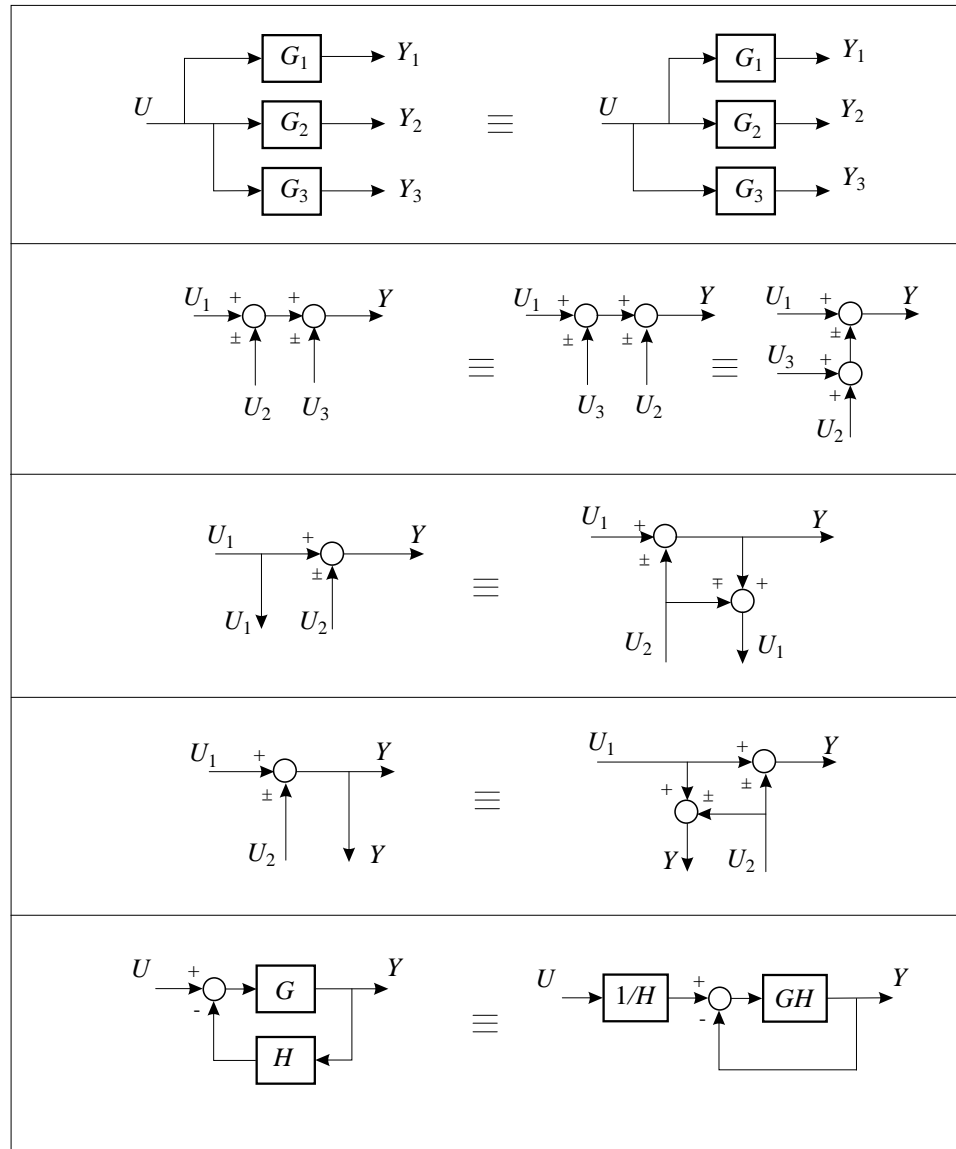 G1 Y1 G1 Y1
U G2 Y2 ≡ U G2 Y2
G3 Y3 G3 Y3
U1 + + Y U1 + + Y U1 + Y
± ± ± ± ±
≡ ≡ U3 +
U2 U3 U3 U2 + U2
U1 + Y U1 + Y
± ≡ ± ∓ +
U1 U2 U2 U1
U1 + Y U1 + Y
± ≡ + ± ±
U2 Y Y U2
U + G Y U 1/H + GH Y
- ≡ -
H